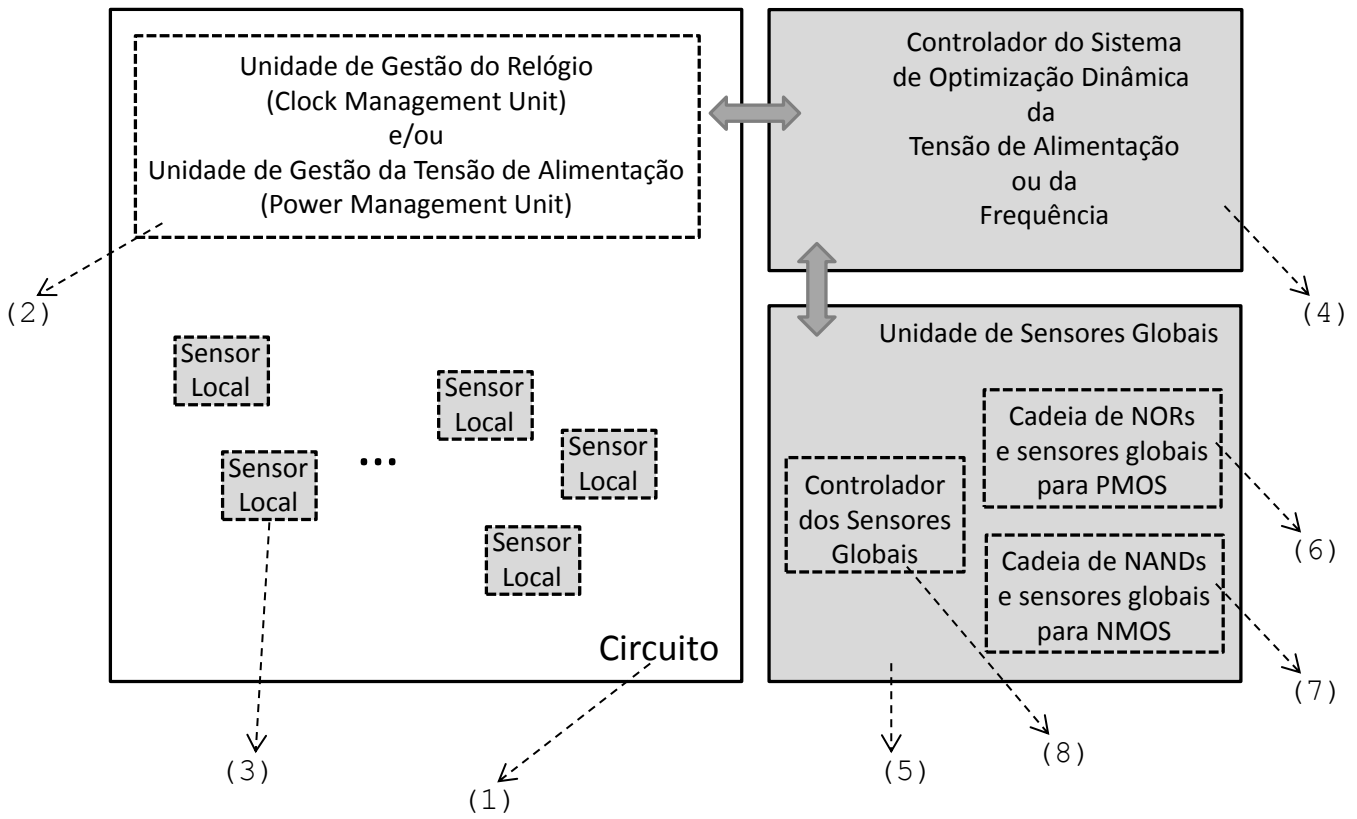 Unidade de Gestão do Relógio
(Clock Management Unit)
e/ou
Unidade de Gestão da Tensão de Alimentação
(Power Management Unit)
Controlador do Sistema
de Optimização Dinâmica
da
Tensão de Alimentação
ou da
Frequência
(2)
(4)
Sensor
Local
Sensor
Local
Sensor
Local
Sensor
Local
Sensor
Local
...
Circuito
Unidade de Sensores Globais
Cadeia de NORs
e sensores globais
para PMOS
Controlador
dos Sensores
Globais
Cadeia de NANDs
e sensores globais
para NMOS
(6)
(7)
(3)
(1)
(5)
(8)